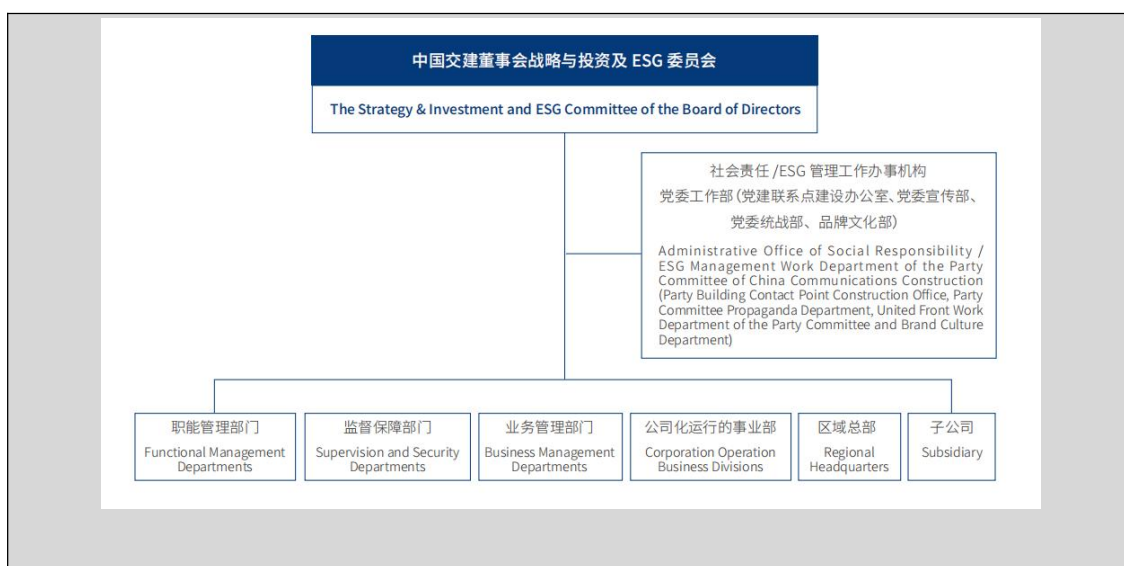 中国交建董事会战略与投资及 ESG 委员会
The Strategy & Investment and ESG Committee of the Board of Directors
社会责任 /ESG 管理工作办事机构
党委工作部（党建联系点建设办公室、党委宣传部、
党委统战部、品牌文化部）
Administrative Office of Social Responsibility /
ESG Management Work Department of the Party
Committee of China Communications Construction
(Party Building Contact Point Construction Office, Party
Committee Propaganda Department, United Front Work
Department of the Party Committee and Brand Culture
Department)
职能管理部门
Functional Management
Departments
监督保障部门
Supervision and Security
Departments
业务管理部门
Business Management
Departments
公司化运行的事业部
Corporation Operation
Business Divisions
区域总部
Regional
Headquarters
子公司
Subsidiary